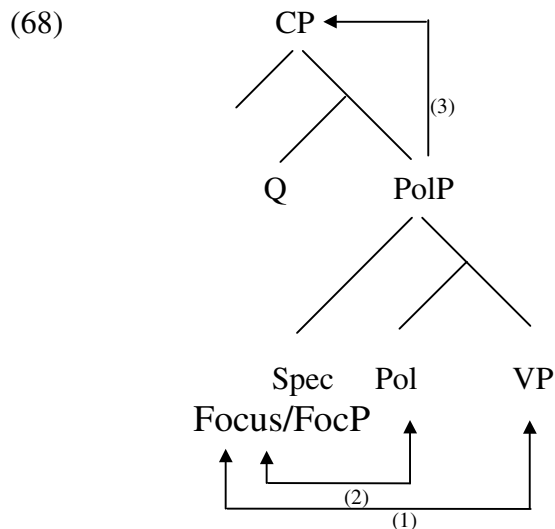 (68) CP
(3)
Q PolP
Spec Pol VP
Focus/FocP
(2)
(1)